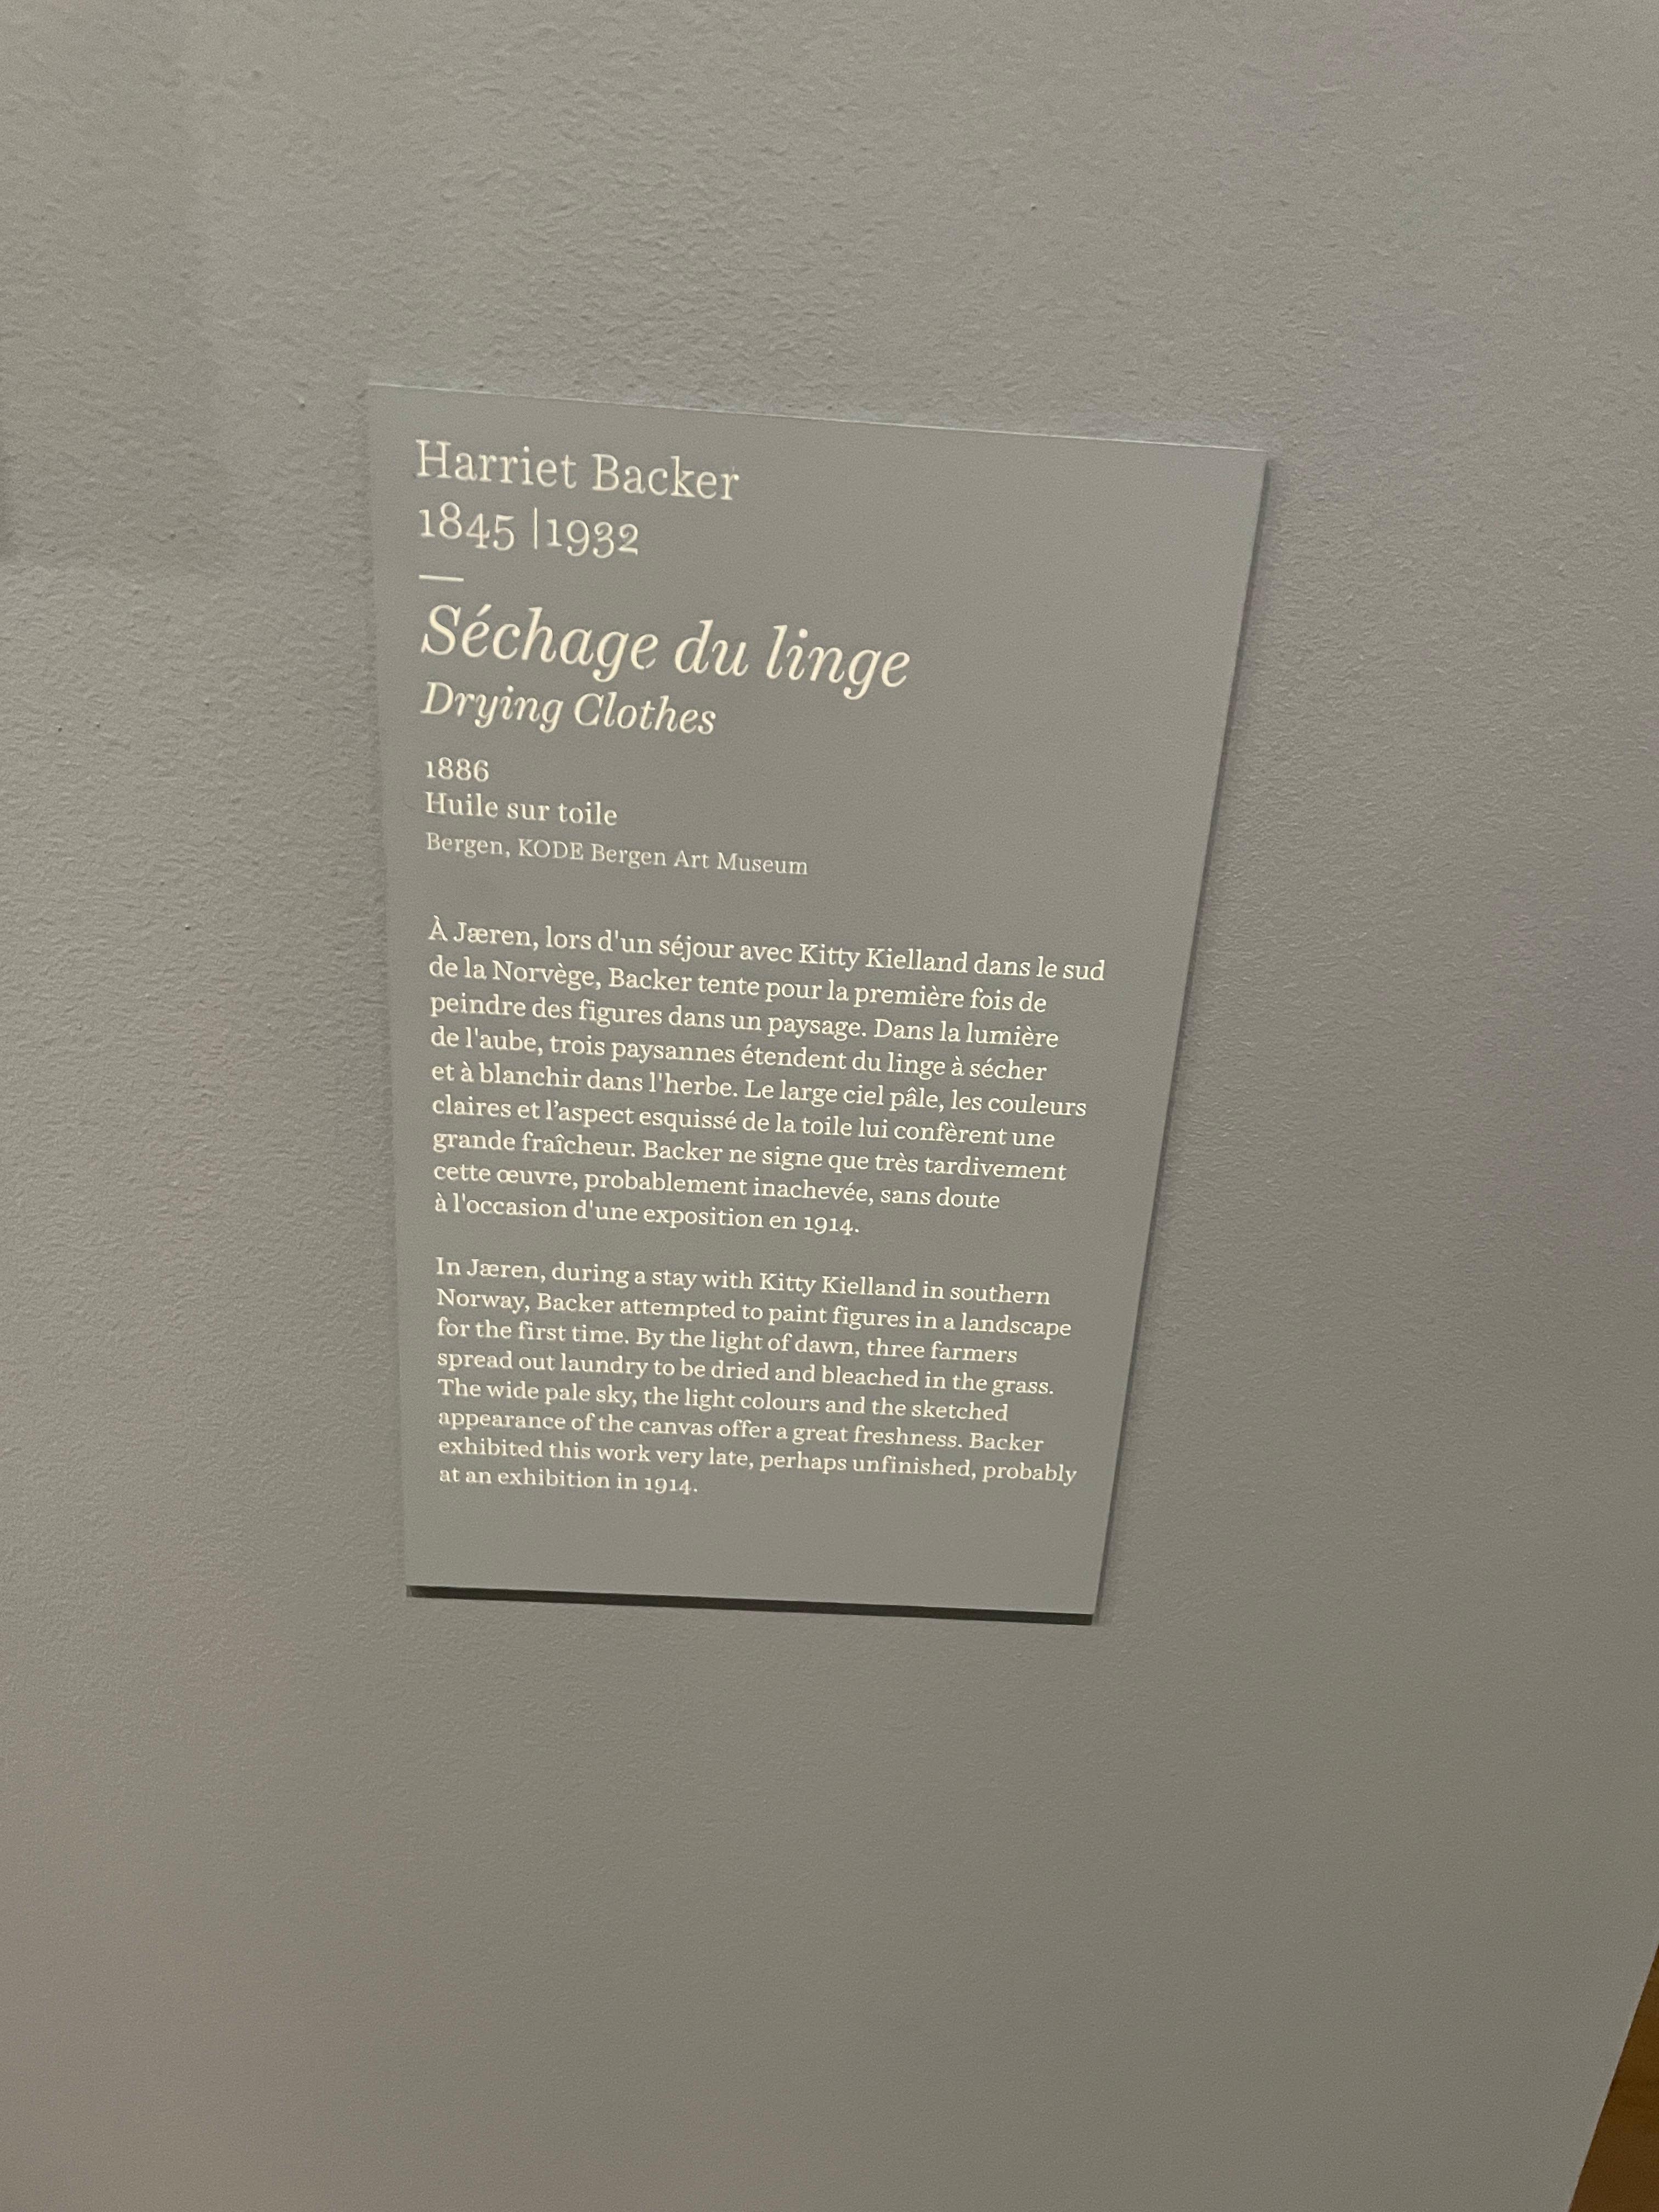 Harriet Backer
1845 | 1932
—
Séchage du linge
Drying Clothes
1886
Huile sur toile
Bergen, KODE Bergen Art Museum
À Jæren, lors d'un séjour avec Kitty Kielland dans le sud
de la Norvège, Backer tente pour la première fois de
peindre des figures dans un paysage. Dans la lumière
de l'aube, trois paysannes étendent du linge à sécher
et à blanchir dans l'herbe. Le large ciel pâle, les couleurs
claires et l’aspect esquissé de la toile lui confèrent une
grande fraîcheur. Backer ne signe que très tardivement
cette œuvre, probablement inachevée, sans doute
à l'occasion d'une exposition en 1914.
In Jæren, during a stay with Kitty Kielland in southern
Norway, Backer attempted to paint figures in a landscape
for the first time. By the light of dawn, three farmers
spread out laundry to be dried and bleached in the grass.
The wide pale sky, the light colours and the sketched
appearance of the canvas offer a great freshness. Backer
exhibited this work very late, perhaps unfinished, probably
at an exhibition in 1914.